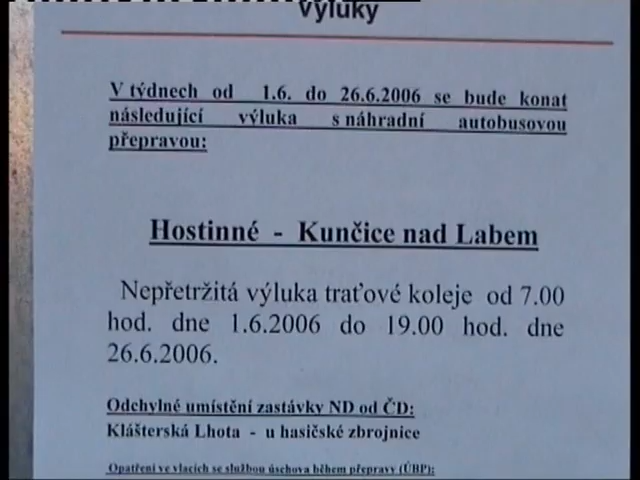 Výluky
V týdnech od 1.6. do 26.6.2006 se bude konat
následující výluka s náhradní autobusovou
přepravou:
Hostinné - Kunčice nad Labem
Nepřetržitá výluka traťové koleje od 7.00
hod. dne 1.6.2006 do 19.00 hod. dne
26.6.2006.
Odchylné umístění zastávky ND od ČD:
Klášterská Lhota - u hasičské zbrojnice
Opatření ve vlacích se službou úschova během přepravy (ÚBP):